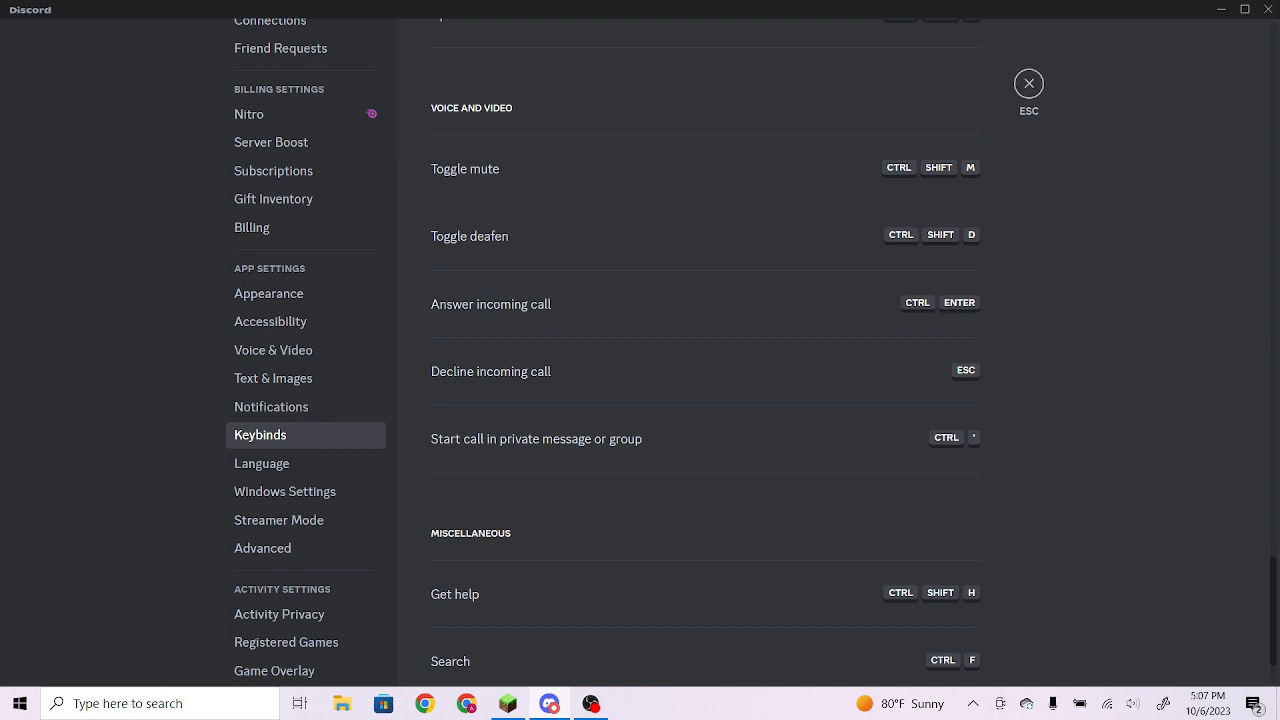 Discord
Connections
Friend Requests
BILLING SETTINGS
Nitro
Server Boost
Subscriptions
Gift Inventory
Billing
APP SETTINGS
Appearance
Accessibility
Voice & Video
Text & Images
Notifications
Keybinds
Language
Windows Settings
Streamer Mode
Advanced
ACTIVITY SETTINGS
Activity Privacy
Registered Games
Game Overlay
VOICE AND VIDEO
Toggle mute CTRL SHIFT M
Toggle deafen CTRL SHIFT D
Answer incoming call CTRL ENTER
Decline incoming call ESC
Start call in private message or group CTRL '
MISCELLANEOUS
Get help CTRL SHIFT H
Search CTRL F
ESC
Type here to search
80°F Sunny
5:07 PM
10/6/2023
2